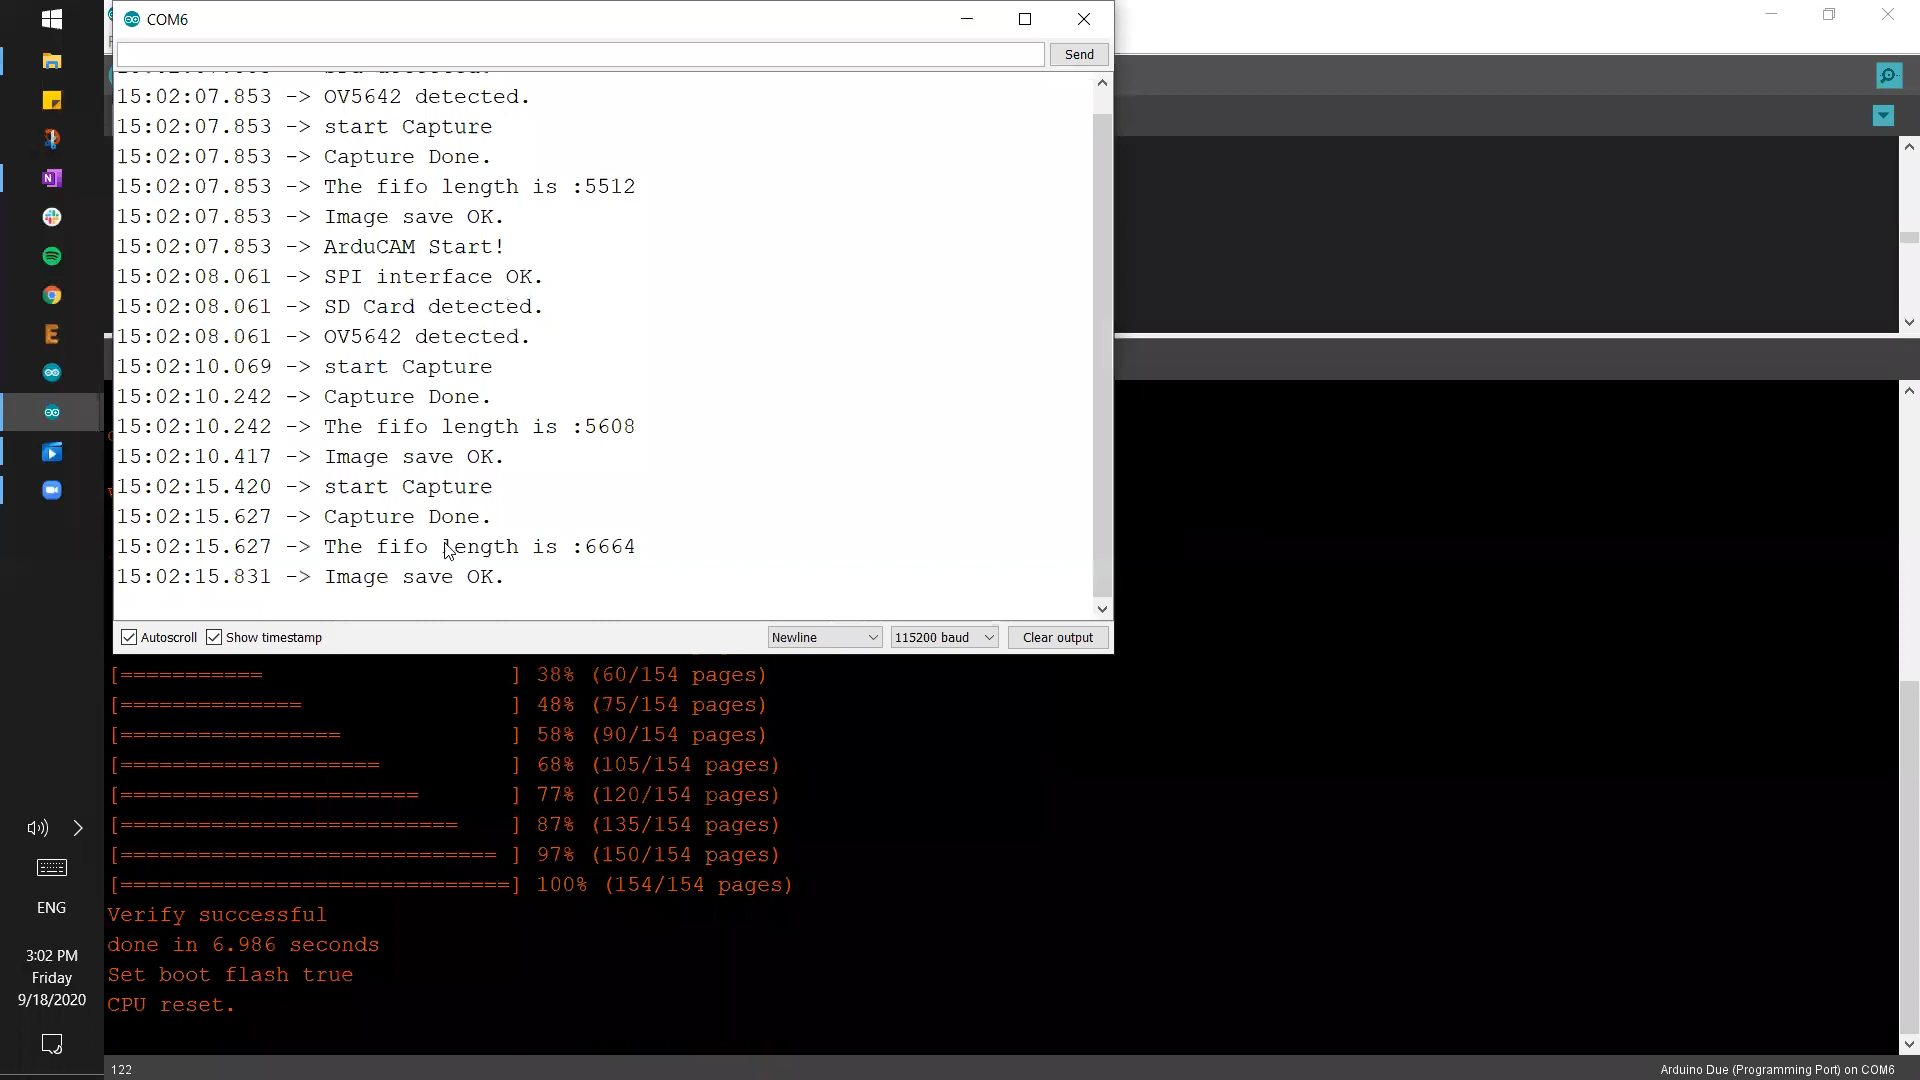 COM6
Send
15:02:07.853 -> OV5642 detected.
15:02:07.853 -> start Capture
15:02:07.853 -> Capture Done.
15:02:07.853 -> The fifo length is :5512
15:02:07.853 -> Image save OK.
15:02:07.853 -> ArduCAM Start!
15:02:08.061 -> SPI interface OK.
15:02:08.061 -> SD Card detected.
15:02:08.061 -> OV5642 detected.
15:02:10.069 -> start Capture
15:02:10.242 -> Capture Done.
15:02:10.242 -> The fifo length is :5608
15:02:10.417 -> Image save OK.
15:02:15.420 -> start Capture
15:02:15.627 -> Capture Done.
15:02:15.627 -> The fifo length is :6664
15:02:15.831 -> Image save OK.
Autoscroll Show timestamp Newline 115200 baud Clear output
[===========                   ] 38% (60/154 pages)
[==============                ] 48% (75/154 pages)
[=================             ] 58% (90/154 pages)
[====================          ] 68% (105/154 pages)
[=======================       ] 77% (120/154 pages)
[==========================    ] 87% (135/154 pages)
[============================= ] 97% (150/154 pages)
[==============================] 100% (154/154 pages)
Verify successful
done in 6.986 seconds
Set boot flash true
CPU reset.
ENG
3:02 PM
Friday
9/18/2020
122
Arduino Due (Programming Port) on COM6